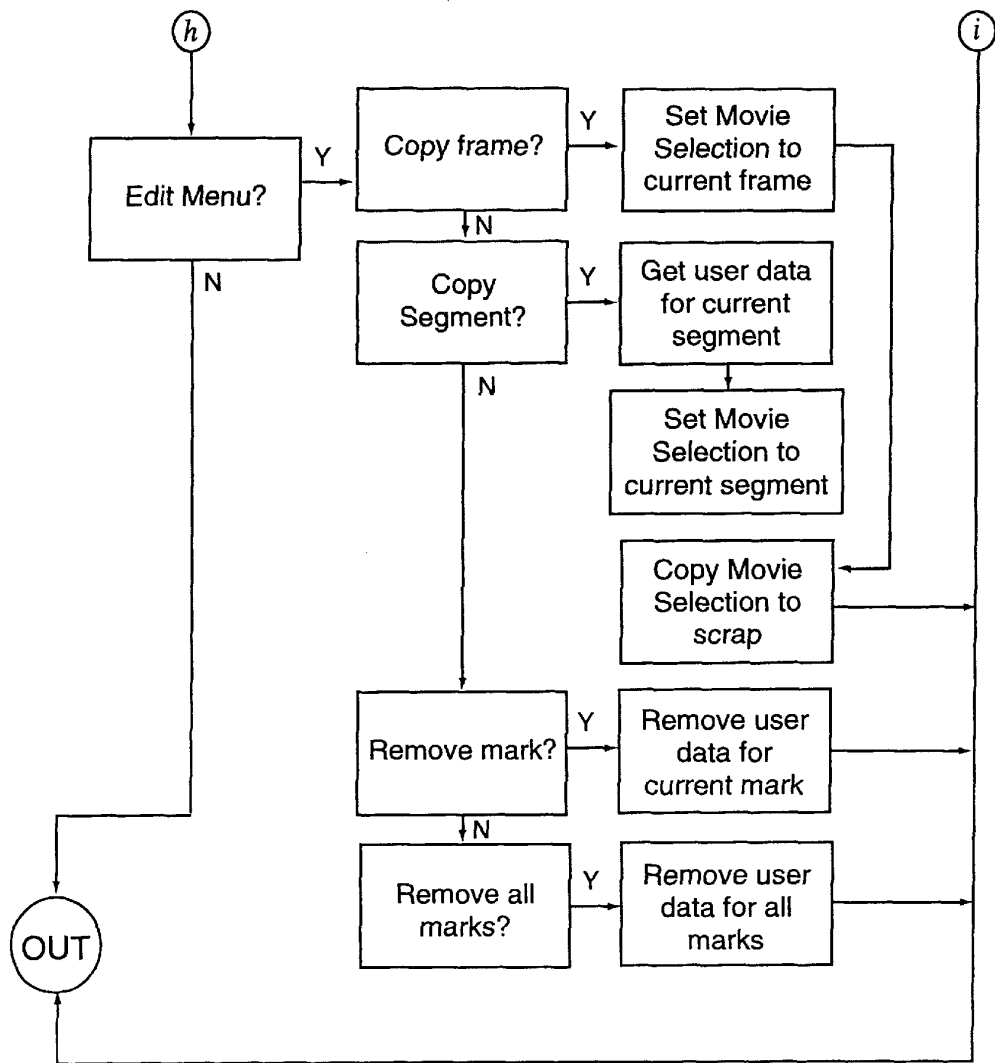 h
i
Edit Menu?
Y
Copy frame?
Y
Set Movie
Selection to
current frame
N
N
Copy
Segment?
Y
Get user data
for current
segment
N
Set Movie
Selection to
current segment
Copy Movie
Selection to
scrap
Remove mark?
Y
Remove user
data for
current mark
N
Remove all
marks?
Y
Remove user
data for all
marks
OUT